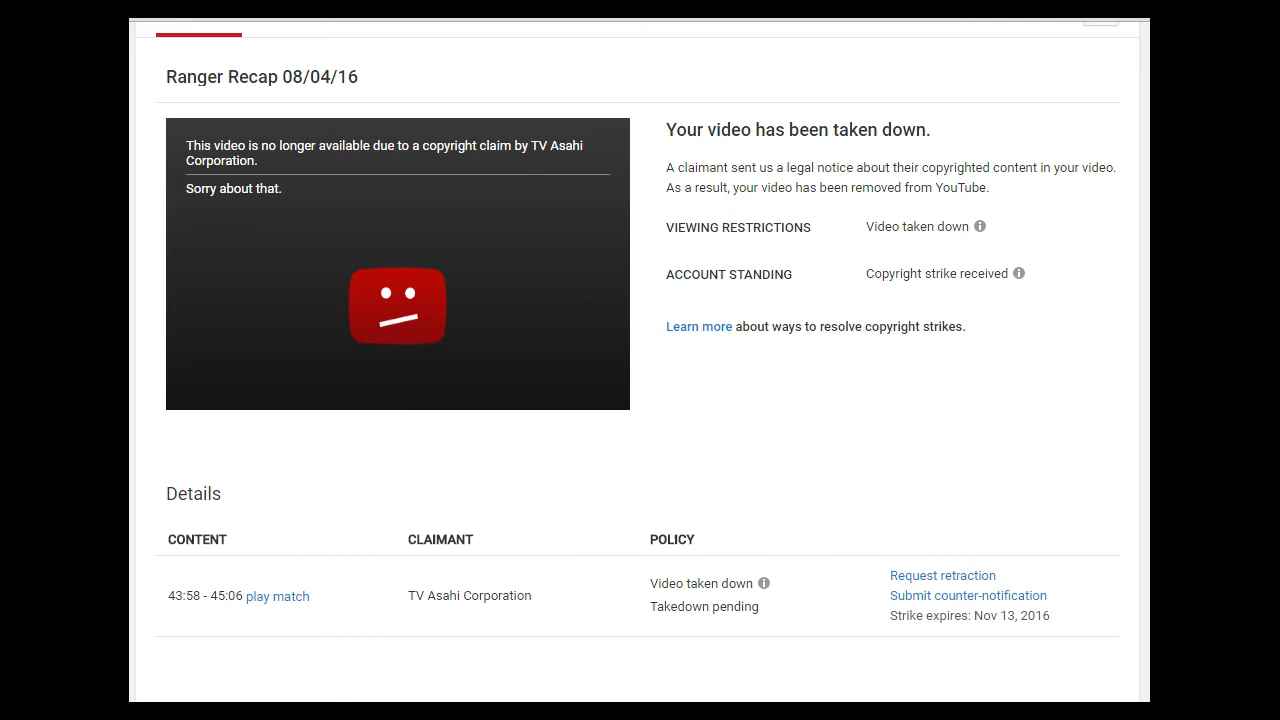 Ranger Recap 08/04/16
This video is no longer available due to a copyright claim by TV Asahi
Corporation.
Sorry about that.
Your video has been taken down.
A claimant sent us a legal notice about their copyrighted content in your video.
As a result, your video has been removed from YouTube.
VIEWING RESTRICTIONS Video taken down
ACCOUNT STANDING Copyright strike received
Learn more about ways to resolve copyright strikes.
Details
CONTENT CLAIMANT POLICY
43:58 - 45:06 play match
TV Asahi Corporation
Video taken down
Takedown pending
Request retraction
Submit counter-notification
Strike expires: Nov 13, 2016